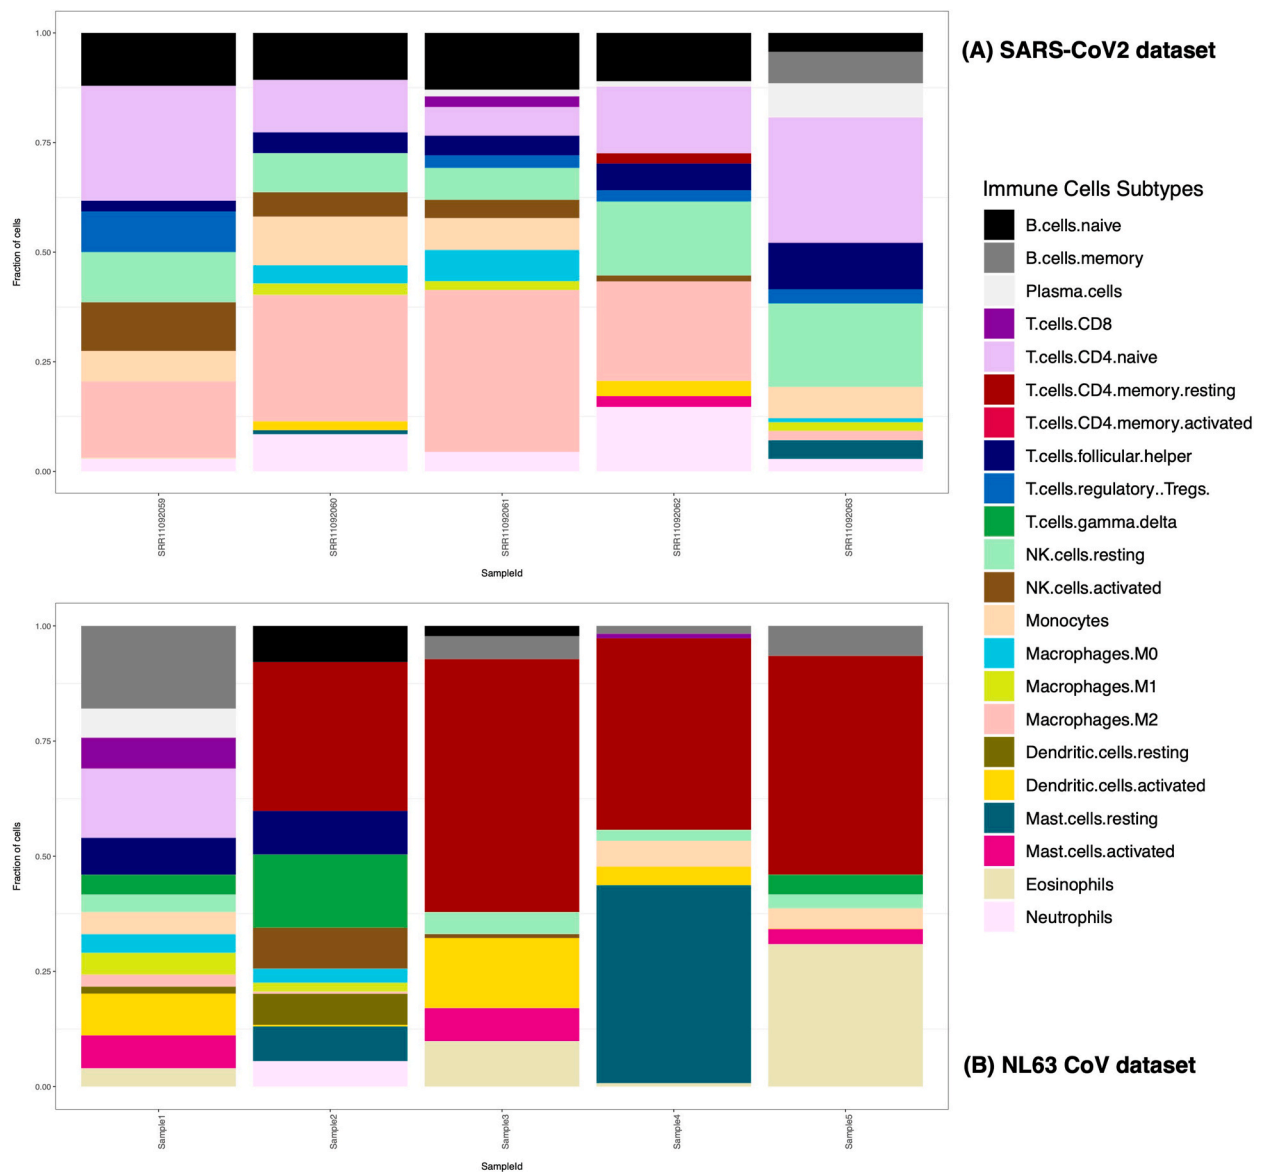 (A) SARS-CoV2 dataset
1.00
0.75
0.50
0.25
0.00
Fraction of cells
SRR11092059
SRR11092060
SRR11092061
SRR11092062
SRR11092063
SampleId
Immune Cells Subtypes
B.cells.naive
B.cells.memory
Plasma.cells
T.cells.CD8
T.cells.CD4.naive
T.cells.CD4.memory.resting
T.cells.CD4.memory.activated
T.cells.follicular.helper
T.cells.regulatory..Tregs.
T.cells.gamma.delta
NK.cells.resting
NK.cells.activated
Monocytes
Macrophages.M0
Macrophages.M1
Macrophages.M2
Dendritic.cells.resting
Dendritic.cells.activated
Mast.cells.resting
Mast.cells.activated
Eosinophils
Neutrophils
1.00
0.75
0.50
0.25
0.00
Fraction of cells
Sample1
Sample2
Sample3
Sample4
Sample5
SampleId
(B) NL63 CoV dataset